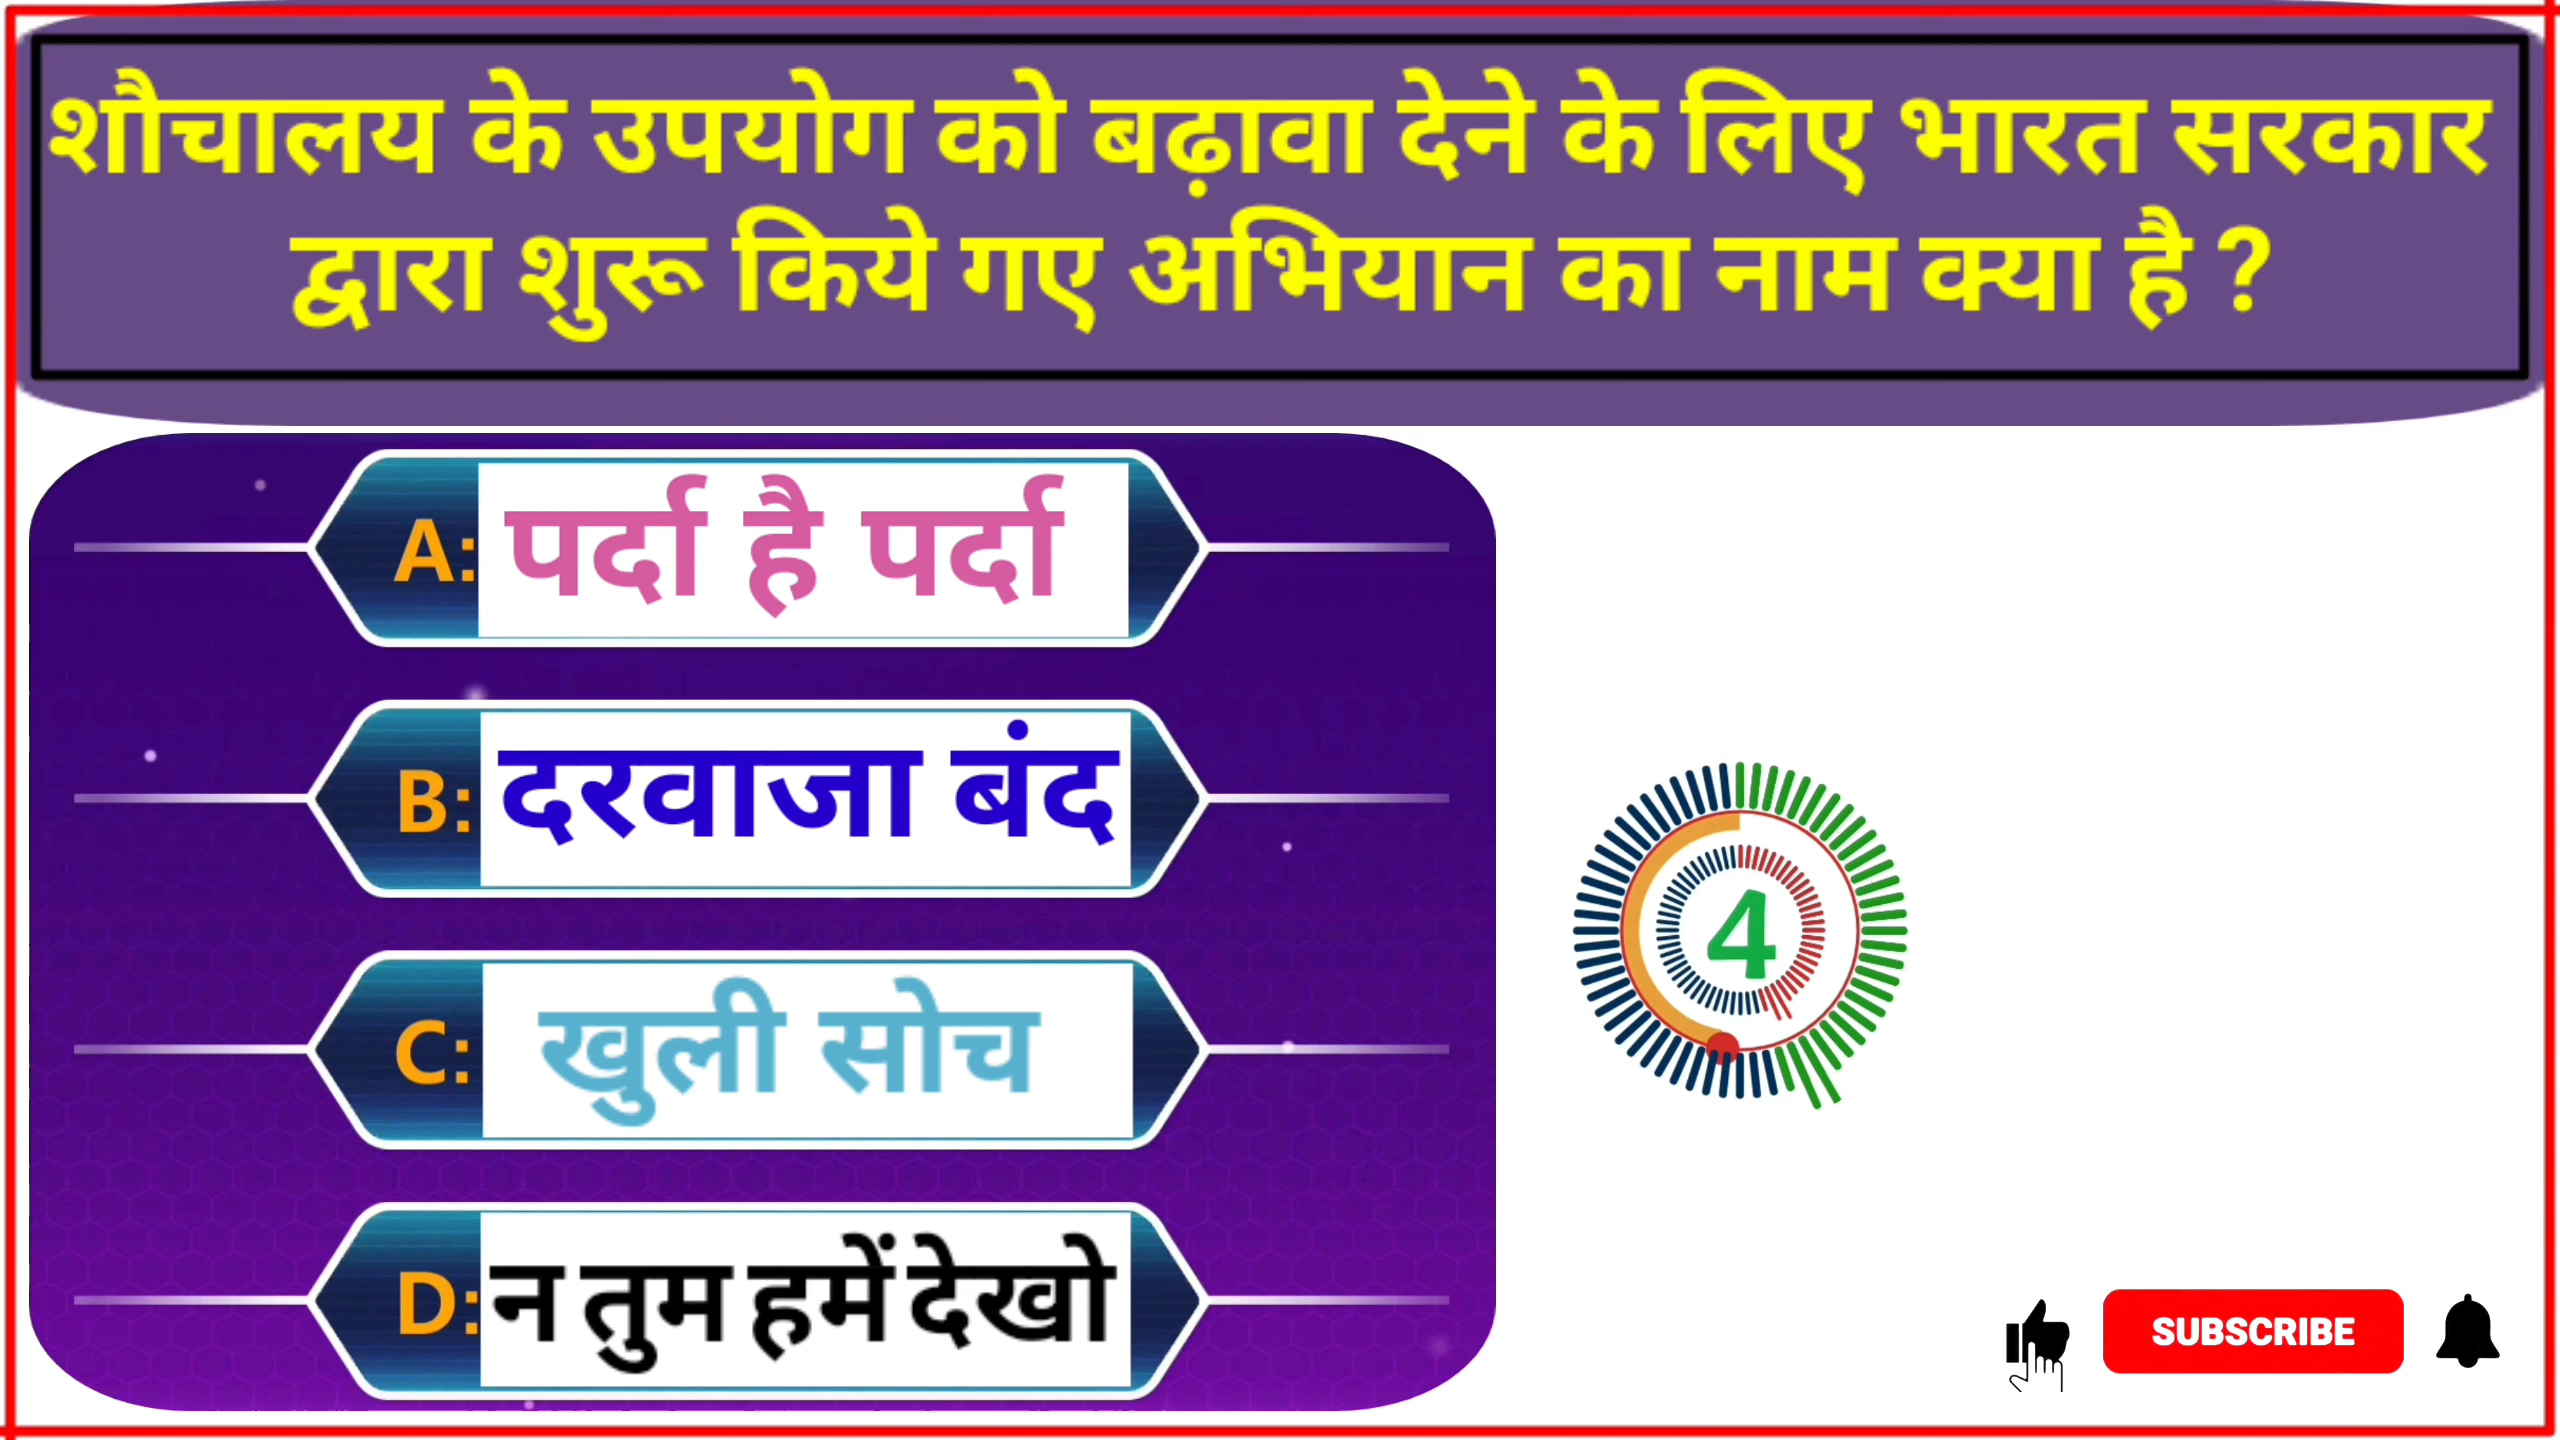 शौचालय के उपयोग को बढ़ावा देने के लिए भारत सरकार
द्वारा शुरू किये गए अभियान का नाम क्या है ?
A: पर्दा है पर्दा
B: दरवाजा बंद
C: खुली सोच
D: न तुम हमें देखो
4
SUBSCRIBE